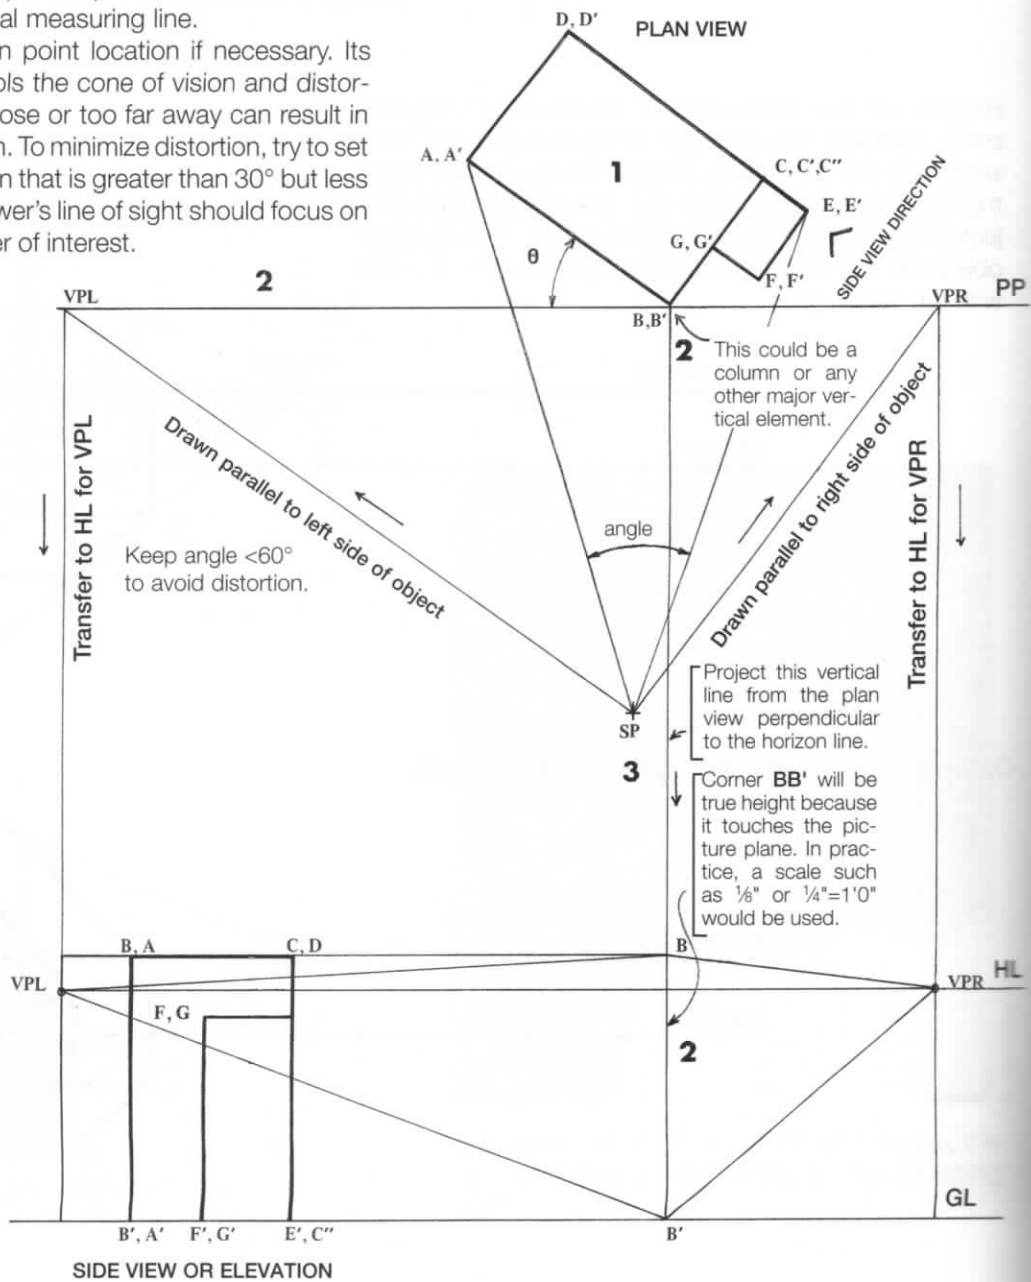 al measuring line.
n point location if necessary. Its
ols the cone of vision and distor-
ose or too far away can result in
n. To minimize distortion, try to set
n that is greater than 30° but less
wer's line of sight should focus on
er of interest.
D, D'
PLAN VIEW
A, A'
1
C, C', C"
E, E'
SIDE VIEW DIRECTION
G, G'
F, F'
θ
2
VPL
VPR
PP
B, B'
2
This could be a
column or any
other major ver-
tical element.
Transfer to HL for VPL
Drawn parallel to left side of object
Keep angle <60°
to avoid distortion.
angle
Drawn parallel to right side of object
Transfer to HL for VPR
SP
3
Project this vertical
line from the plan
view perpendicular
to the horizon line.
Corner BB' will be
true height because
it touches the pic-
ture plane. In prac-
tice, a scale such
as ⅛" or ¼"=1'0"
would be used.
B, A
C, D
B
VPL
VPR
HL
F, G
2
GL
B', A'
F', G'
E', C"
B'
SIDE VIEW OR ELEVATION